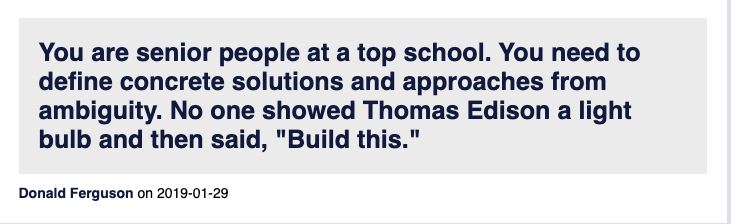 You are senior people at a top school. You need to
define concrete solutions and approaches from
ambiguity. No one showed Thomas Edison a light
bulb and then said, "Build this."
Donald Ferguson on 2019-01-29